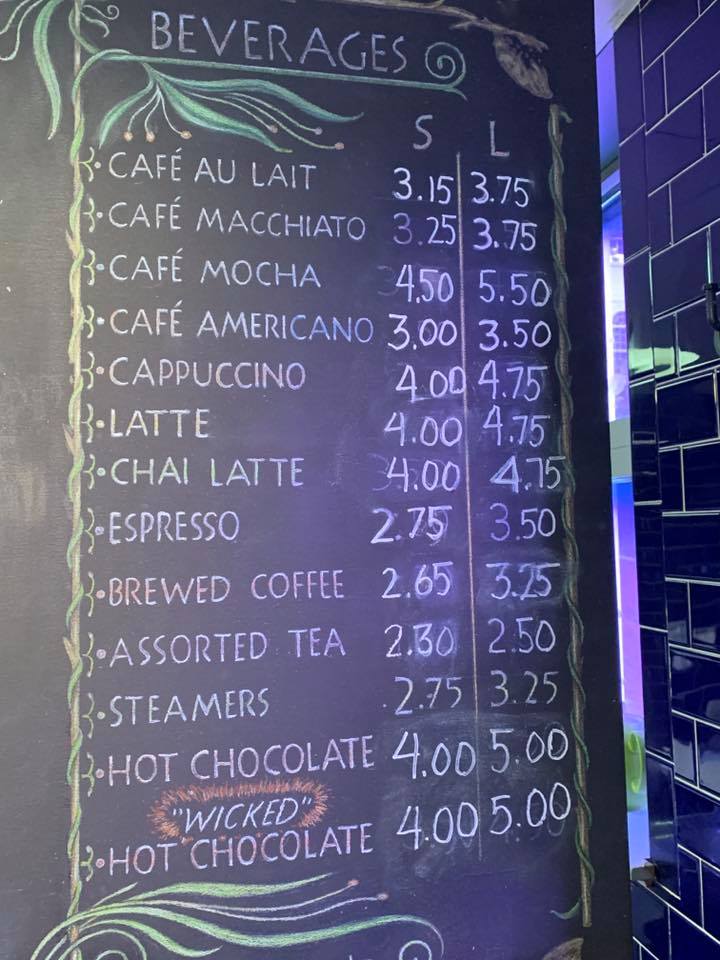 BEVERAGES
S L
CAFÉ AU LAIT 3.15 3.75
CAFÉ MACCHIATO 3.25 3.75
CAFÉ MOCHA 4.50 5.50
CAFÉ AMERICANO 3.00 3.50
CAPPUCCINO 4.00 4.75
LATTE 4.00 4.75
CHAI LATTE 4.00 4.75
ESPRESSO 2.75 3.50
BREWED COFFEE 2.65 3.25
ASSORTED TEA 2.30 2.50
STEAMERS 2.75 3.25
HOT CHOCOLATE 4.00 5.00
"WICKED"
HOT CHOCOLATE 4.00 5.00